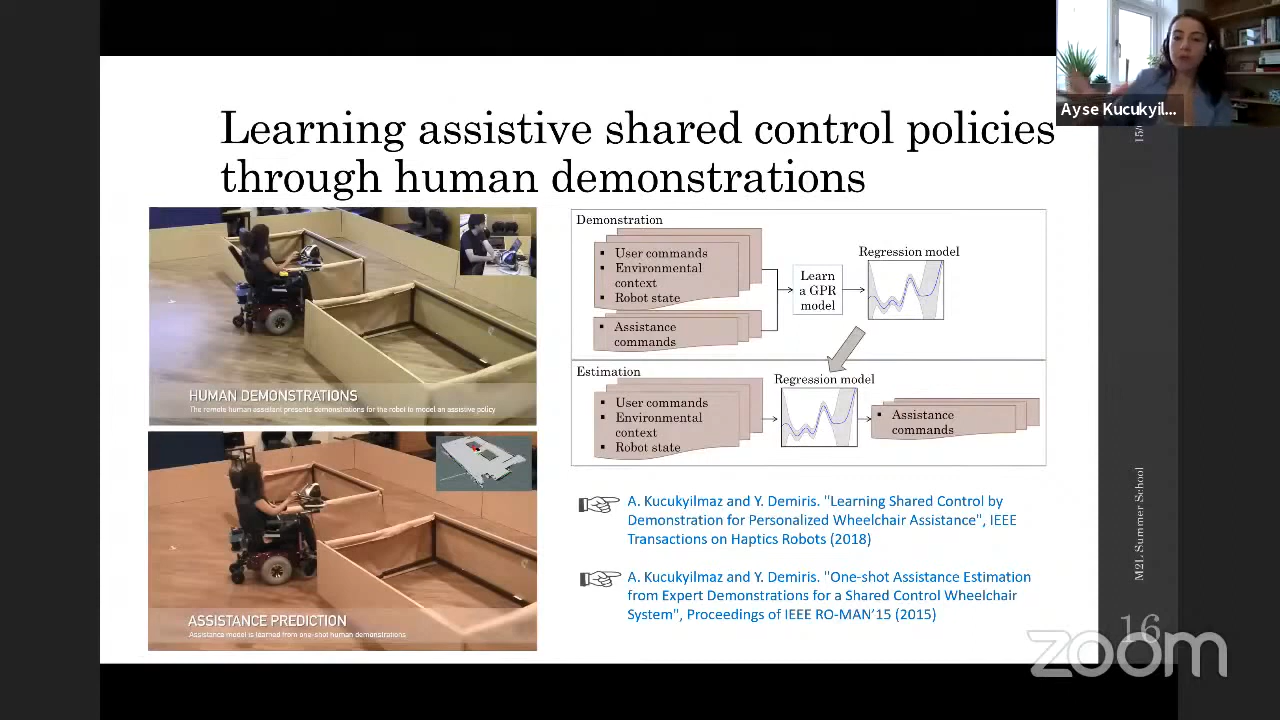 Learning assistive shared control policies
through human demonstrations
Ayse Kucukyil...
HUMAN DEMONSTRATIONS
The remote human assistant presents demonstrations for the robot to model an assistive policy
ASSISTANCE PREDICTION
Assistance model is learned from one-shot human demonstrations
Demonstration
▪ User commands
▪ Environmental
context
▪ Robot state
▪ Assistance
commands
Learn
a GPR
model
Regression model
Estimation
▪ User commands
▪ Environmental
context
▪ Robot state
Regression model
▪ Assistance
commands
A. Kucukyilmaz and Y. Demiris. "Learning Shared Control by
Demonstration for Personalized Wheelchair Assistance", IEEE
Transactions on Haptics Robots (2018)
A. Kucukyilmaz and Y. Demiris. "One-shot Assistance Estimation
from Expert Demonstrations for a Shared Control Wheelchair
System", Proceedings of IEEE RO-MAN’15 (2015)
M2L Summer School
16
zoom